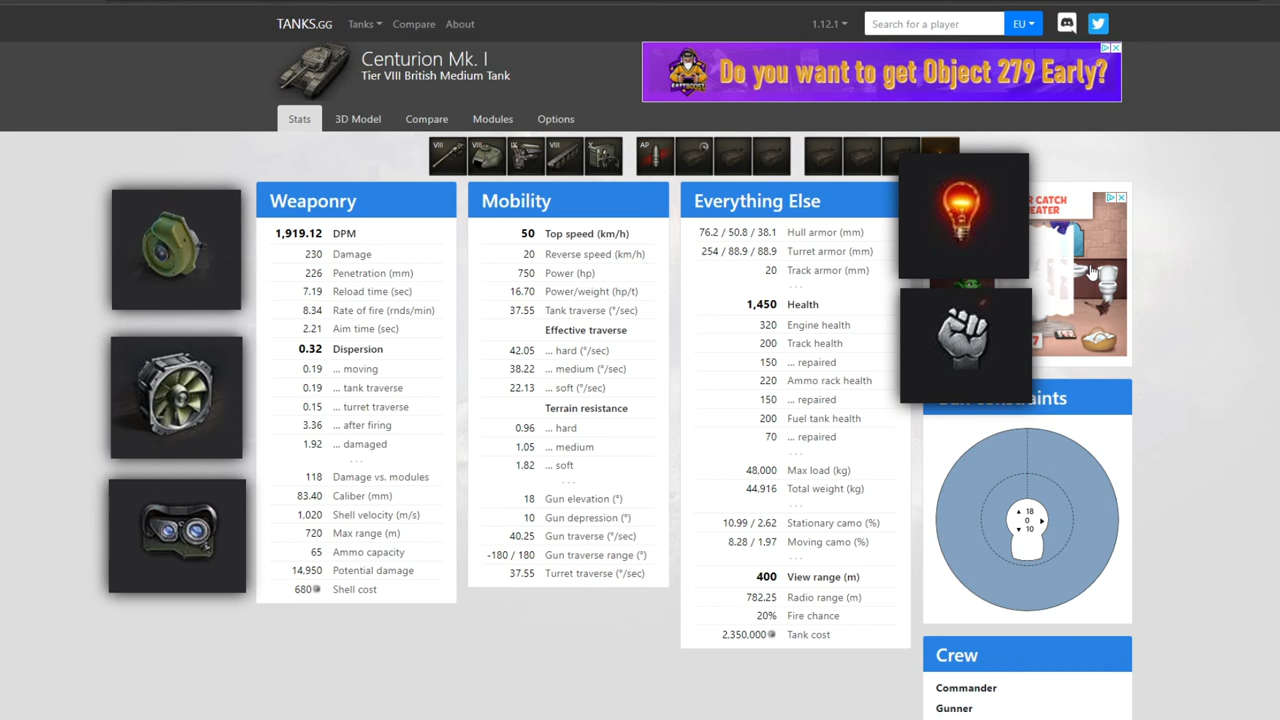 TANKS.GG Tanks Compare About 1.12.1 Search for a player EU
Centurion Mk. I
Tier VIII British Medium Tank
Do you want to get Object 279 Early?
Stats 3D Model Compare Modules Options
VIII VIII IX VIII X AP
Weaponry
1,919.12 DPM
230 Damage
226 Penetration (mm)
7.19 Reload time (sec)
8.34 Rate of fire (rnds/min)
2.21 Aim time (sec)
0.32 Dispersion
0.19 ... moving
0.19 ... tank traverse
0.15 ... turret traverse
3.36 ... after firing
1.92 ... damaged
...
118 Damage vs. modules
83.40 Caliber (mm)
1,020 Shell velocity (m/s)
720 Max range (m)
65 Ammo capacity
14,950 Potential damage
680 Shell cost
Mobility
50 Top speed (km/h)
20 Reverse speed (km/h)
750 Power (hp)
16.70 Power/weight (hp/t)
37.55 Tank traverse (°/sec)
Effective traverse
42.05 ... hard (°/sec)
38.22 ... medium (°/sec)
22.13 ... soft (°/sec)
Terrain resistance
0.96 ... hard
1.05 ... medium
1.82 ... soft
...
18 Gun elevation (°)
10 Gun depression (°)
40.25 Gun traverse (°/sec)
-180 / 180 Gun traverse range (°)
37.55 Turret traverse (°/sec)
Everything Else
76.2 / 50.8 / 38.1 Hull armor (mm)
254 / 88.9 / 88.9 Turret armor (mm)
20 Track armor (mm)
...
1,450 Health
320 Engine health
200 Track health
150 ... repaired
220 Ammo rack health
150 ... repaired
200 Fuel tank health
70 ... repaired
...
48,000 Max load (kg)
44,916 Total weight (kg)
...
10.99 / 2.62 Stationary camo (%)
8.28 / 1.97 Moving camo (%)
...
400 View range (m)
782.25 Radio range (m)
20% Fire chance
2,350,000 Tank cost
R CATCH
EATER
Gun Constraints
18
0
10
Crew
Commander
Gunner